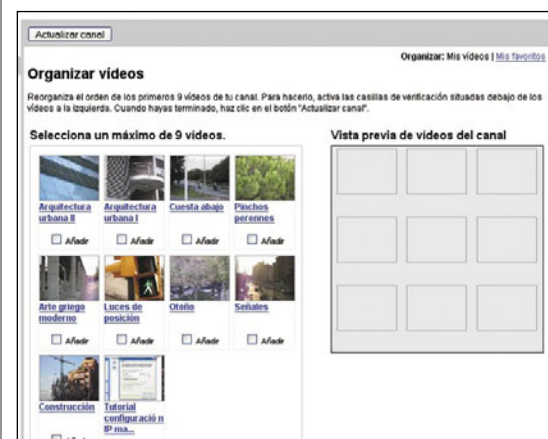 Actualizar canal
Organizar: Mis vídeos | Mis favoritos
Organizar vídeos
Reorganiza el orden de los primeros 9 vídeos de tu canal. Para hacerlo, activa las casillas de verificación situadas debajo de los
vídeos a la izquierda. Cuando hayas terminado, haz clic en el botón "Actualizar canal".
Selecciona un máximo de 9 vídeos.
Vista previa de vídeos del canal
Arquitectura
urbana II
Añadir
Arquitectura
urbana I
Añadir
Cuesta abajo
Añadir
Pinchos
perennes
Añadir
Arte griego
moderno
Añadir
Luces de
posición
Añadir
Otoño
Añadir
Señales
Añadir
Construcción
Añadir
Tutorial
configuració n
IP ma...